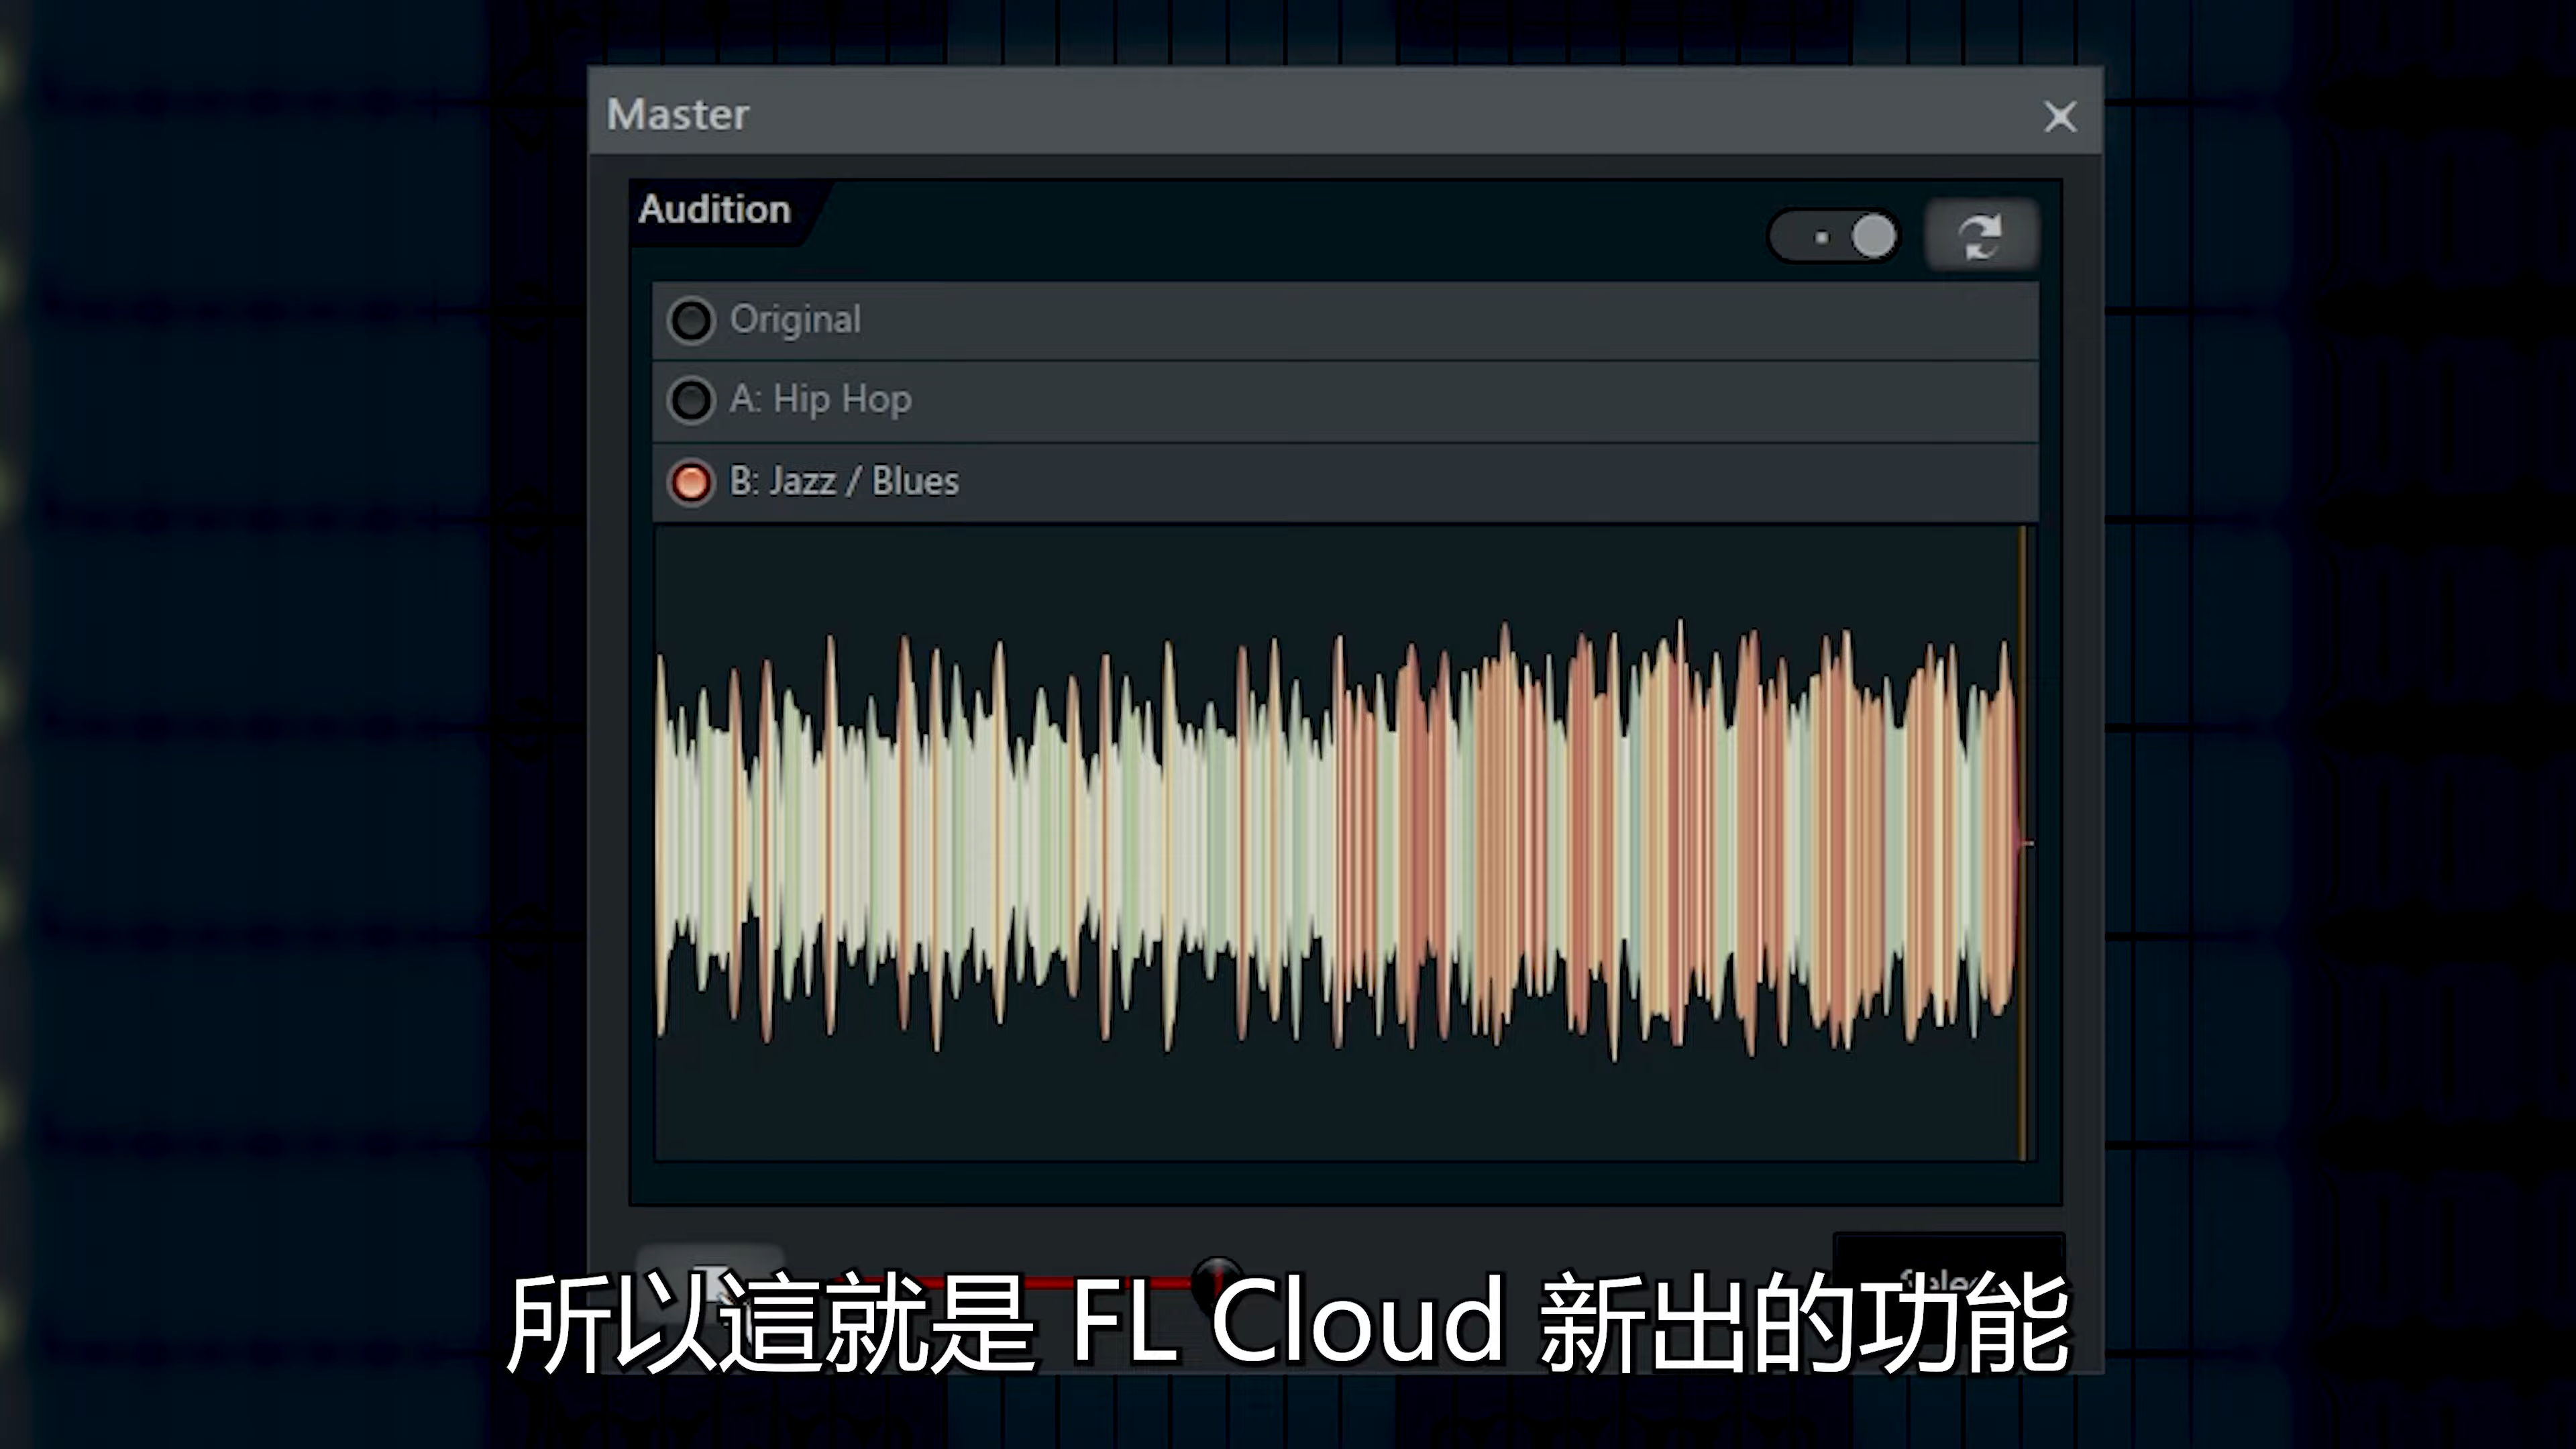 Master
Audition
Original
A: Hip Hop
B: Jazz / Blues
所以這就是 FL Cloud 新出的功能